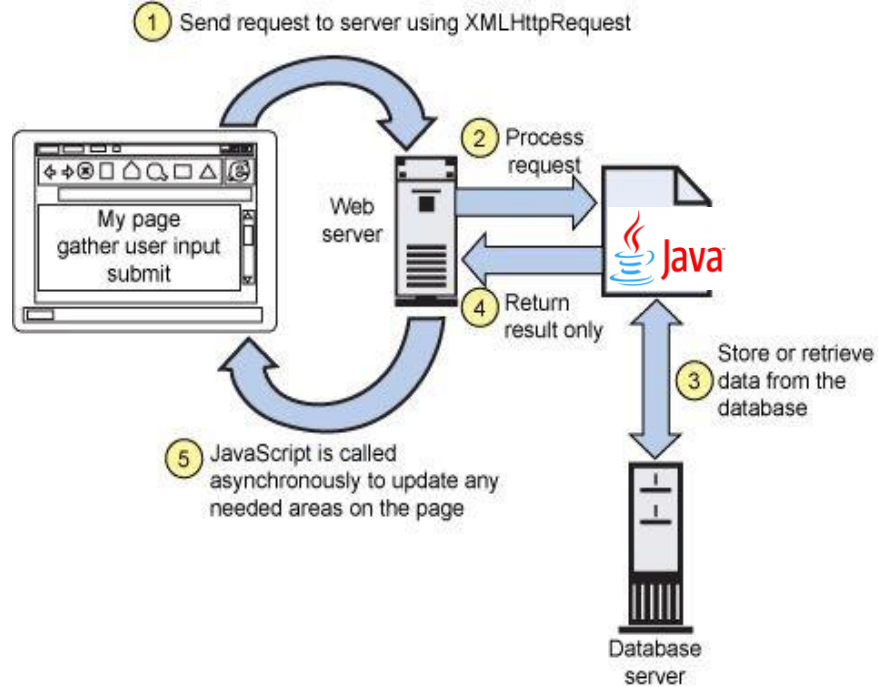 1 Send request to server using XMLHttpRequest
2 Process
request
My page
gather user input
submit
Web
server
Java
4 Return
result only
3 Store or retrieve
data from the
database
5 JavaScript is called
asynchronously to update any
needed areas on the page
Database
server